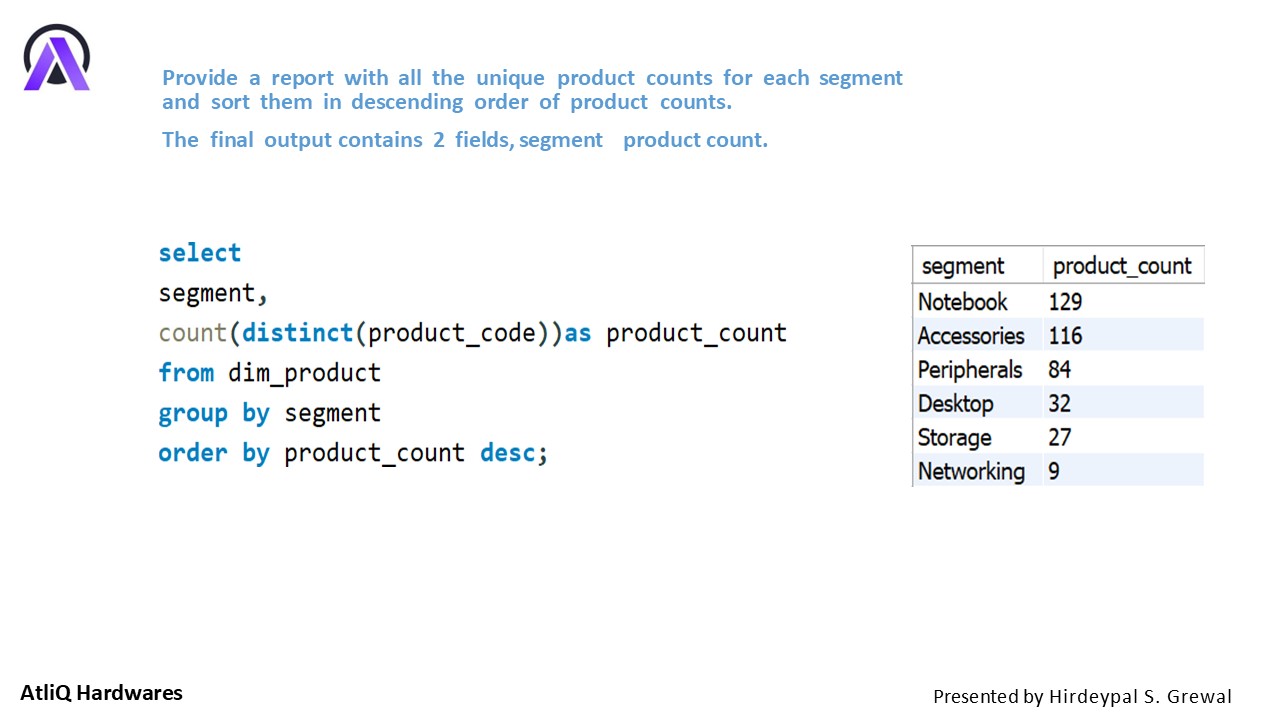 Provide a report with all the unique product counts for each segment
and sort them in descending order of product counts.
The final output contains 2 fields, segment product count.
select
segment,
count(distinct(product_code))as product_count
from dim_product
group by segment
order by product_count desc;
segment product_count
Notebook 129
Accessories 116
Peripherals 84
Desktop 32
Storage 27
Networking 9
AtliQ Hardwares
Presented by Hirdeypal S. Grewal